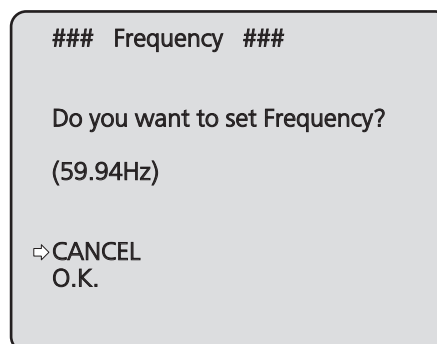 ### Frequency ###
Do you want to set Frequency?
(59.94Hz)
⇨CANCEL
O.K.